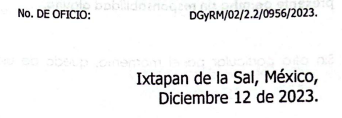 No. DE OFICIO: DGyRM/02/2.2/0956/2023.
Ixtapan de la Sal, México,
Diciembre 12 de 2023.